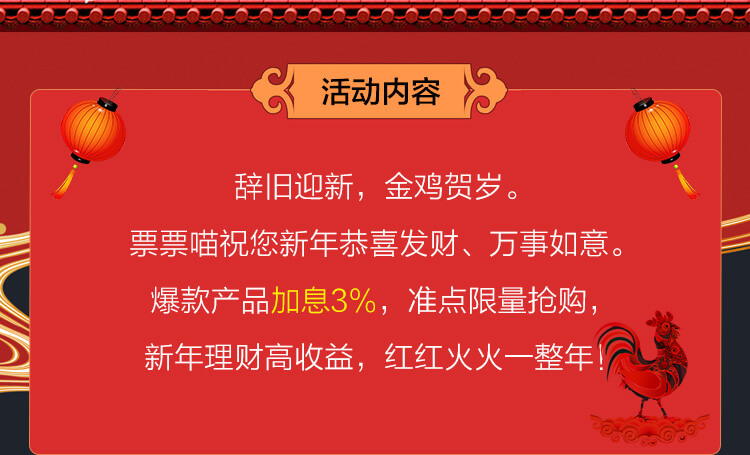 活动内容
辞旧迎新，金鸡贺岁。
票票喵祝您新年恭喜发财、万事如意。
爆款产品加息3%，准点限量抢购，
新年理财高收益，红红火火一整年！